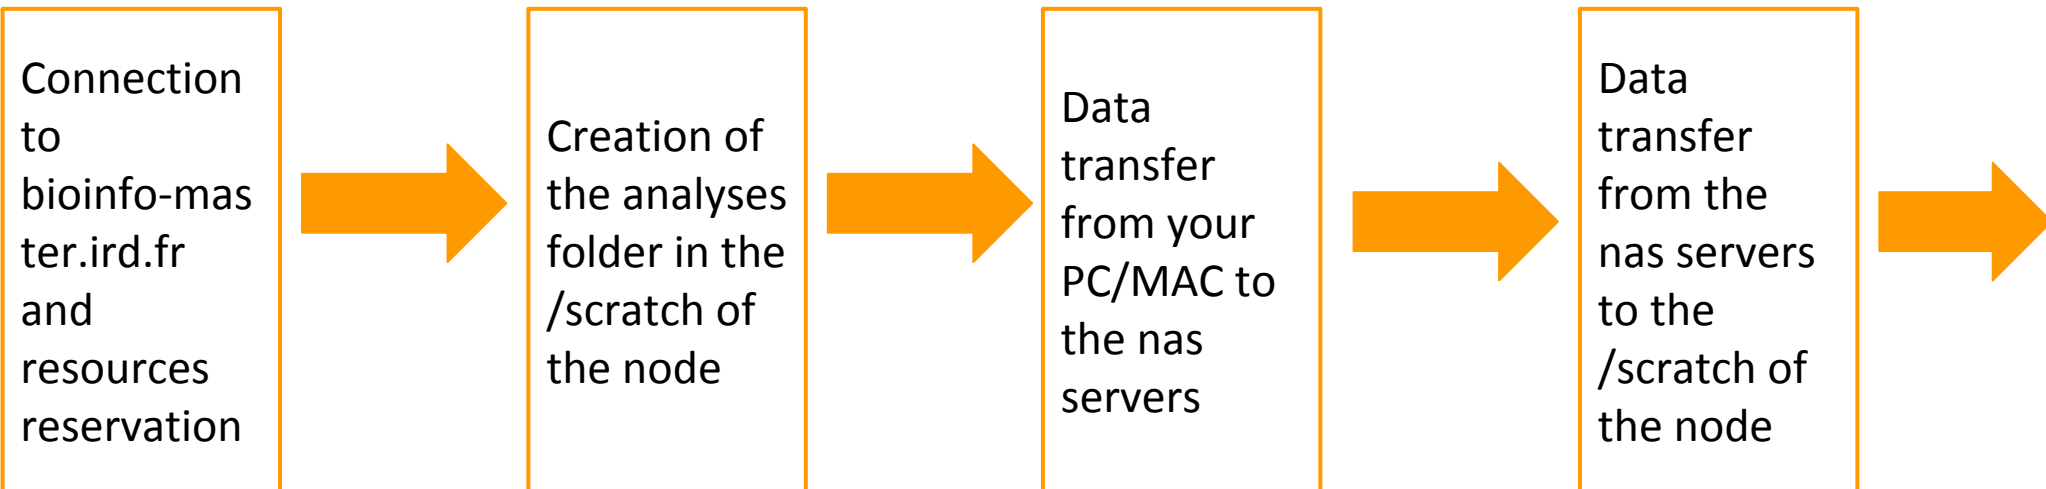 Connection
to
bioinfo-mas
ter.ird.fr
and
resources
reservation
Creation of
the analyses
folder in the
/scratch of
the node
Data
transfer
from your
PC/MAC to
the nas
servers
Data
transfer
from the
nas servers
to the
/scratch of
the node